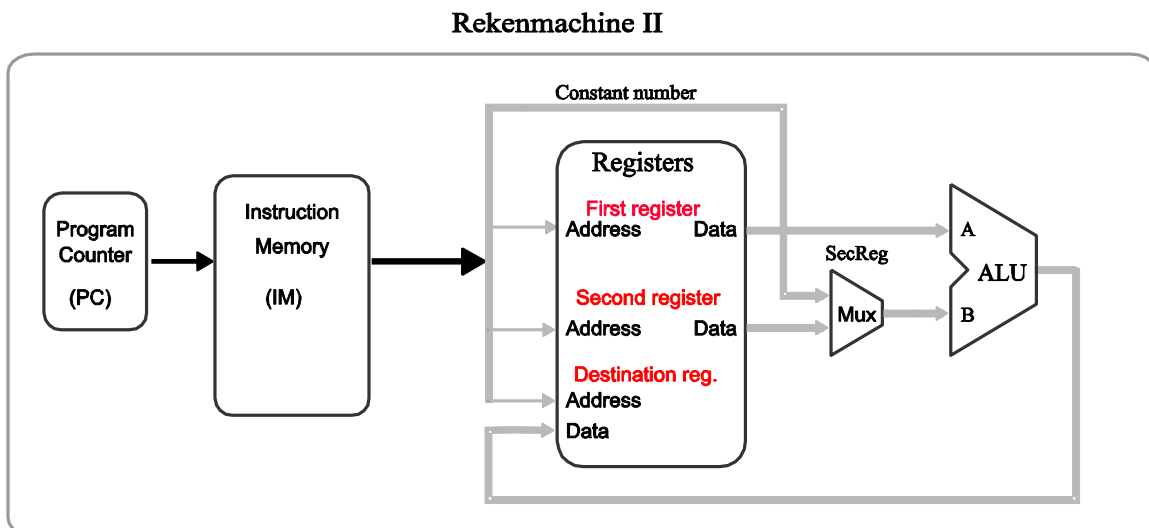 Rekenmachine II
Constant number
Registers
Program
Counter
(PC)
Instruction
Memory
(IM)
First register
Address Data
Second register
Address Data
Destination reg.
Address
Data
SecReg
Mux
A
ALU
B